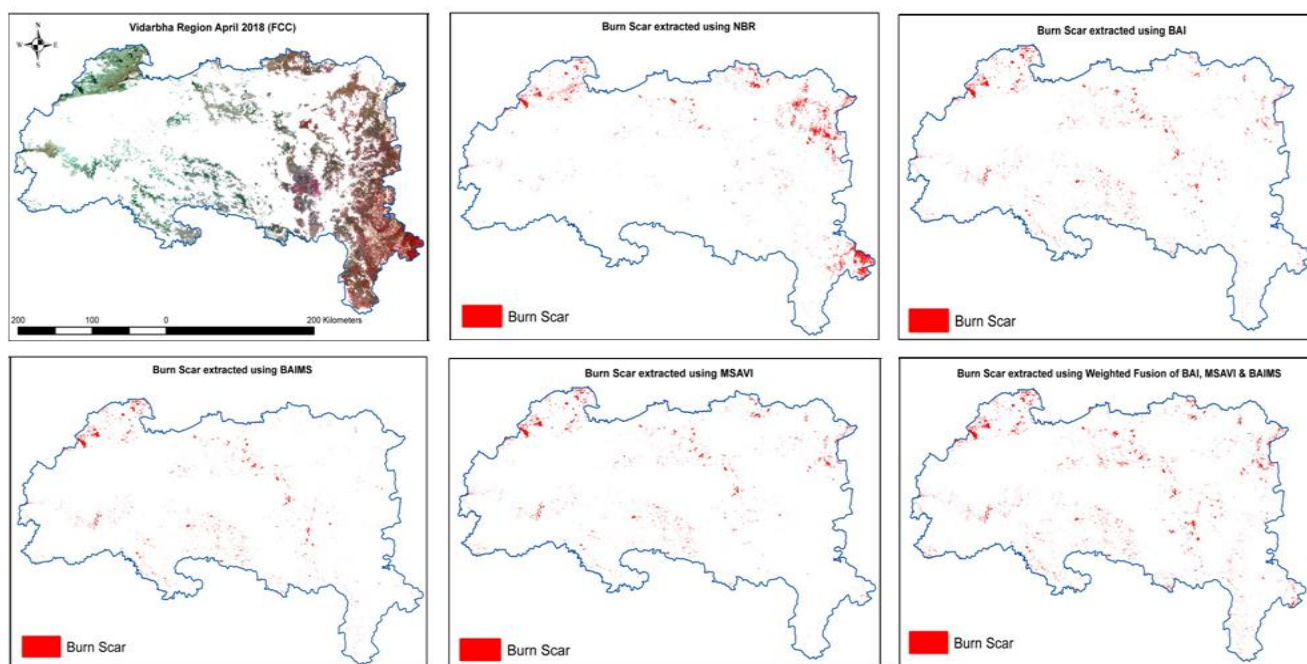 Vidarbha Region April 2018 (FCC)
N
W E
S
200 100 0 200 Kilometers
Burn Scar extracted using NBR
Burn Scar
Burn Scar extracted using BAI
Burn Scar
Burn Scar extracted using BAIMS
Burn Scar
Burn Scar extracted using MSAVI
Burn Scar
Burn Scar extracted using Weighted Fusion of BAI, MSAVI & BAIMS
Burn Scar